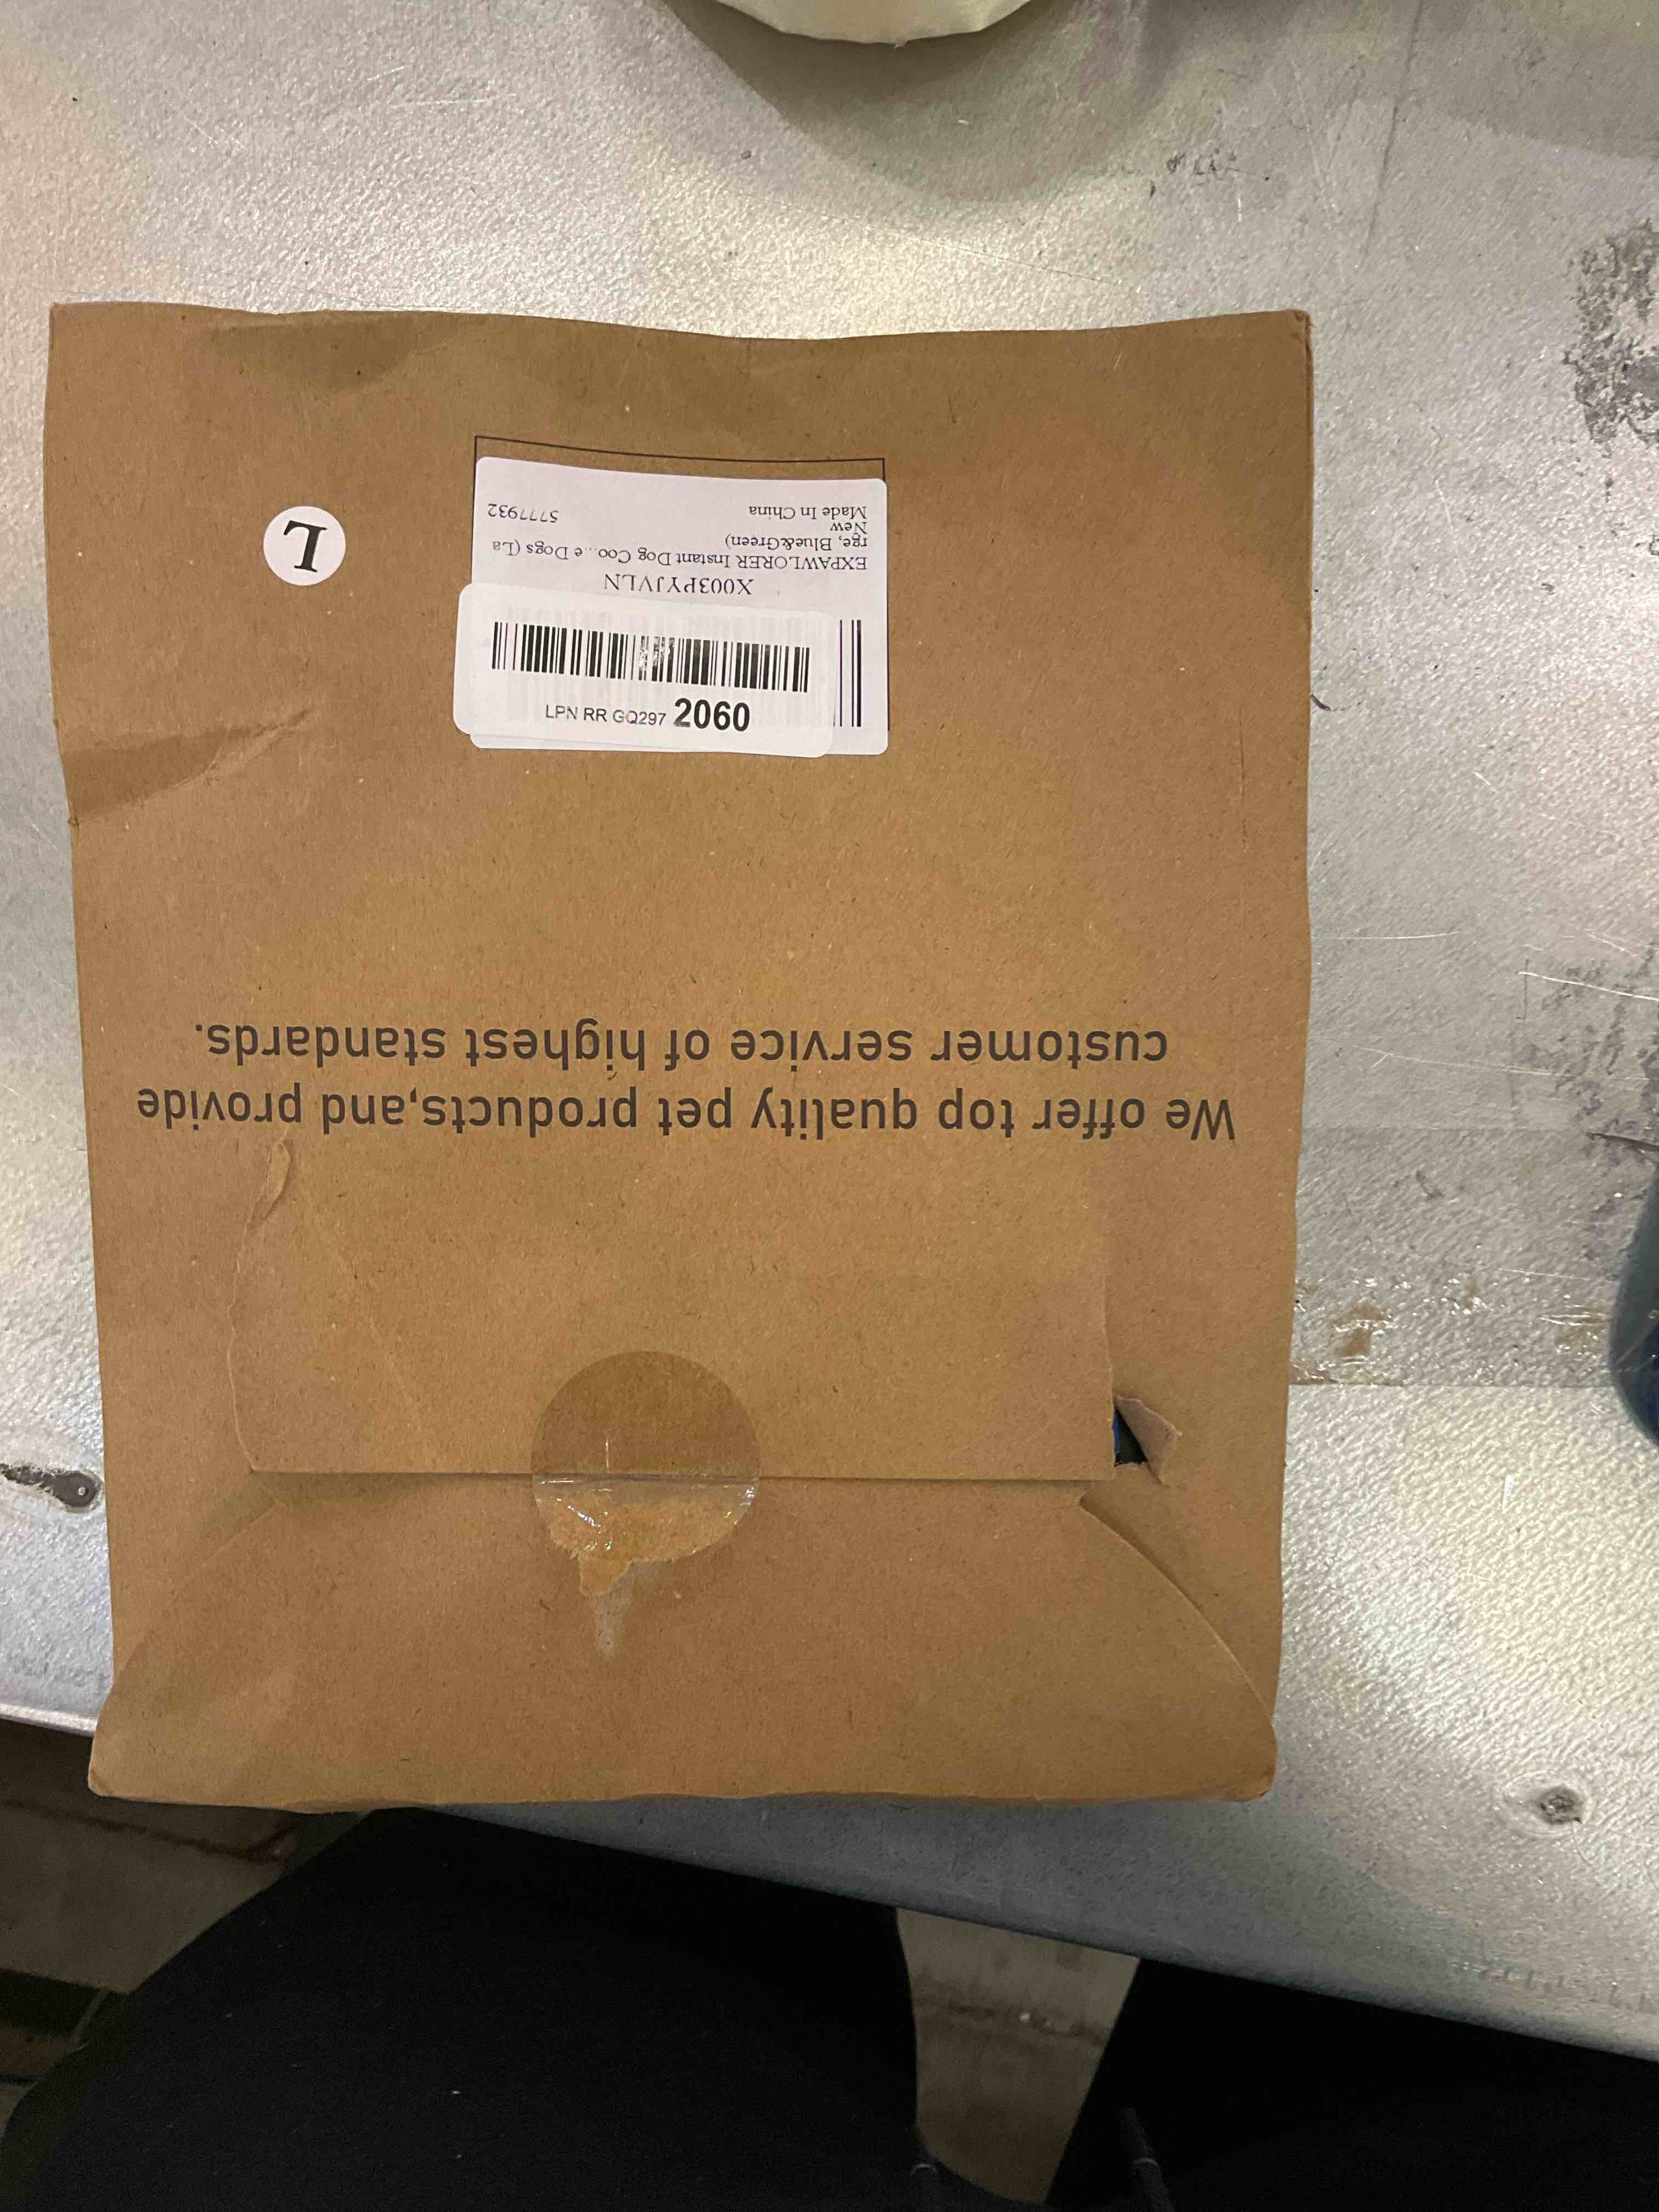 We offer top quality pet products,and provide
customer service of highest standards.
LPN RR GQ297 2060
X003PYJVLN
EXPAWLORER Instant Dog Coo...e Dogs (La
rge, Blue&Green)
New
Made In China 5777932
L